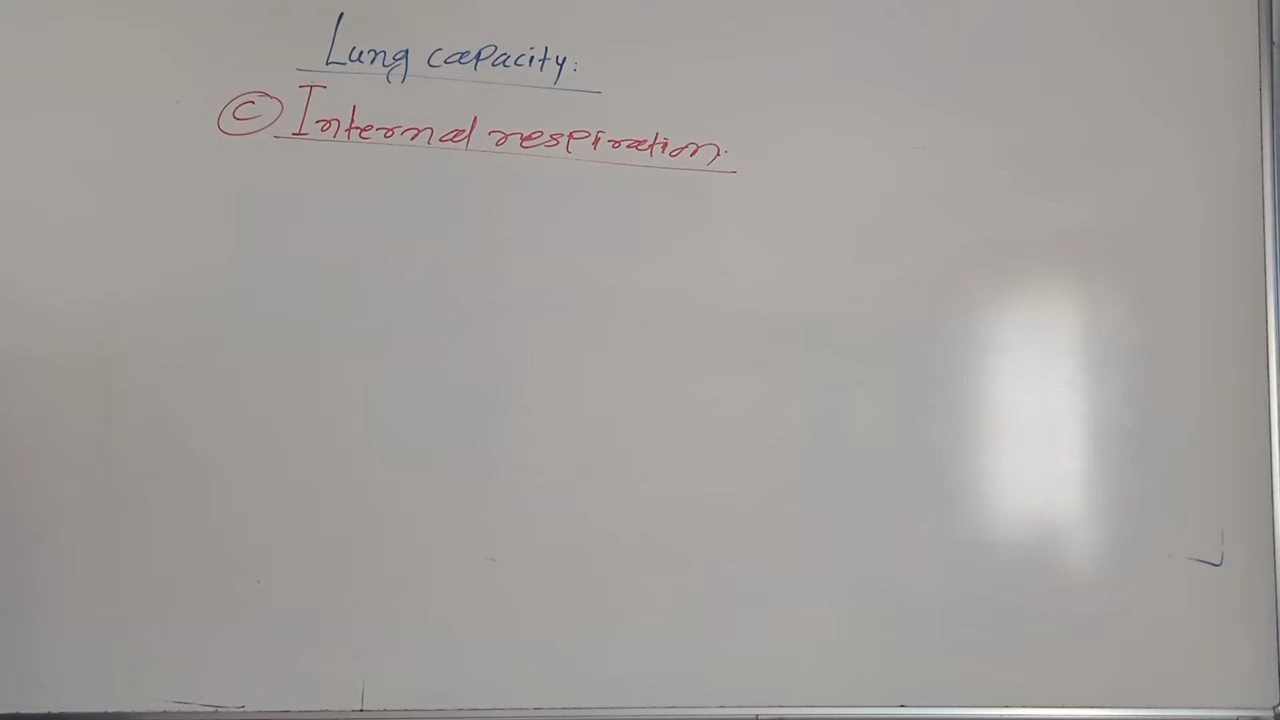 Lung capacity:
Ⓒ Internal respiration.